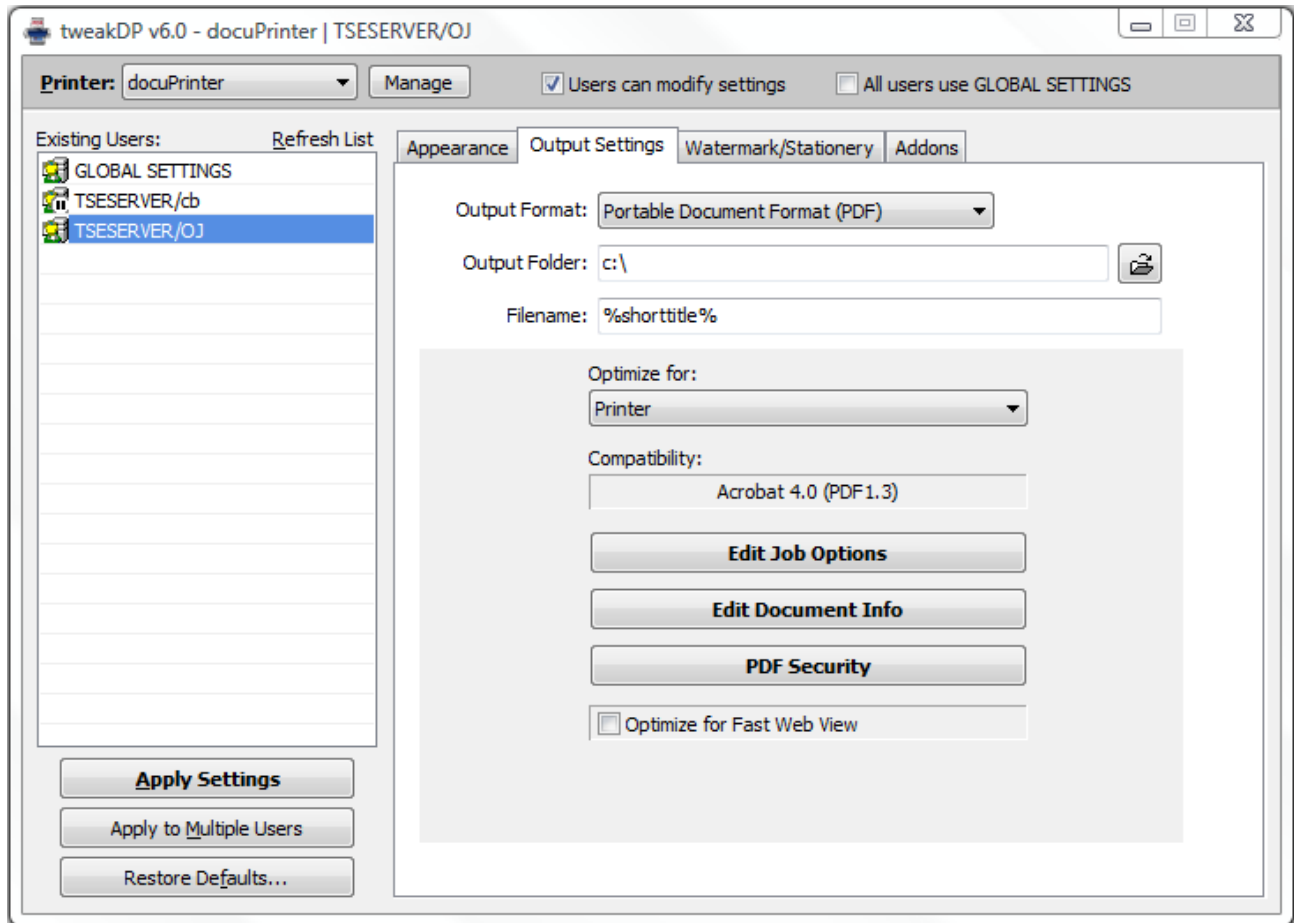 tweakDP v6.0 - docuPrinter | TSESERVER/OJ
Printer: docuPrinter Manage Users can modify settings All users use GLOBAL SETTINGS
Existing Users: Refresh List
GLOBAL SETTINGS
TSESERVER/cb
TSESERVER/OJ
Apply Settings
Apply to Multiple Users
Restore Defaults...
Appearance Output Settings Watermark/Stationery Addons
Output Format: Portable Document Format (PDF)
Output Folder: c:\
Filename: %shorttitle%
Optimize for:
Printer
Compatibility:
Acrobat 4.0 (PDF1.3)
Edit Job Options
Edit Document Info
PDF Security
Optimize for Fast Web View